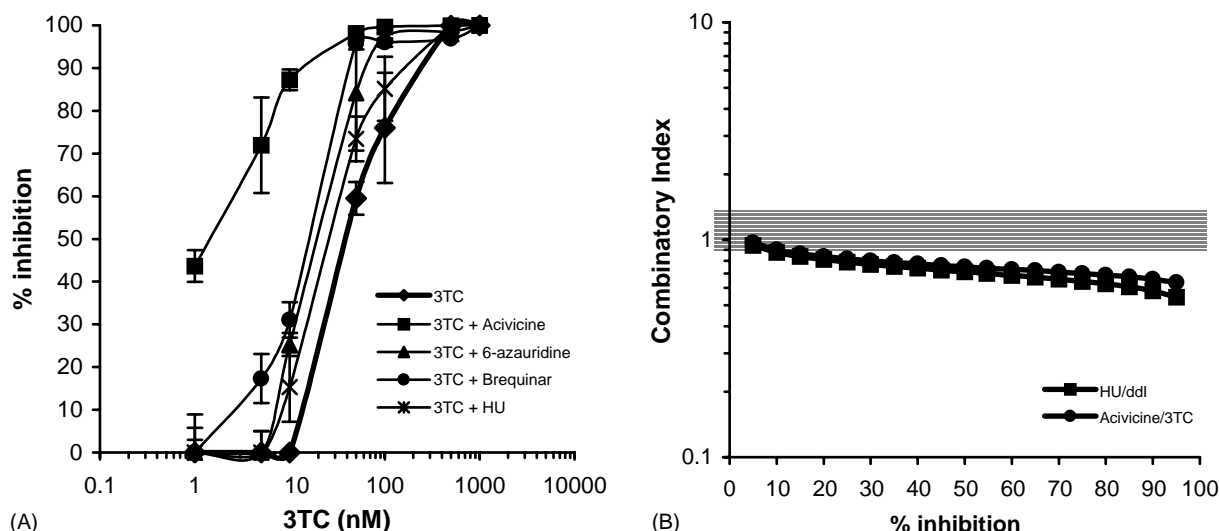 100
90
80
70
60
50
40
30
20
10
0
% inhibition
0.1 1 10 100 1000 10000
3TC (nM)
3TC
3TC + Acivicine
3TC + 6-azauridine
3TC + Brequinar
3TC + HU
(A)
10
1
0.1
Combinatory Index
0 10 20 30 40 50 60 70 80 90 100
% inhibition
HU/ddI
Acivicine/3TC
(B)